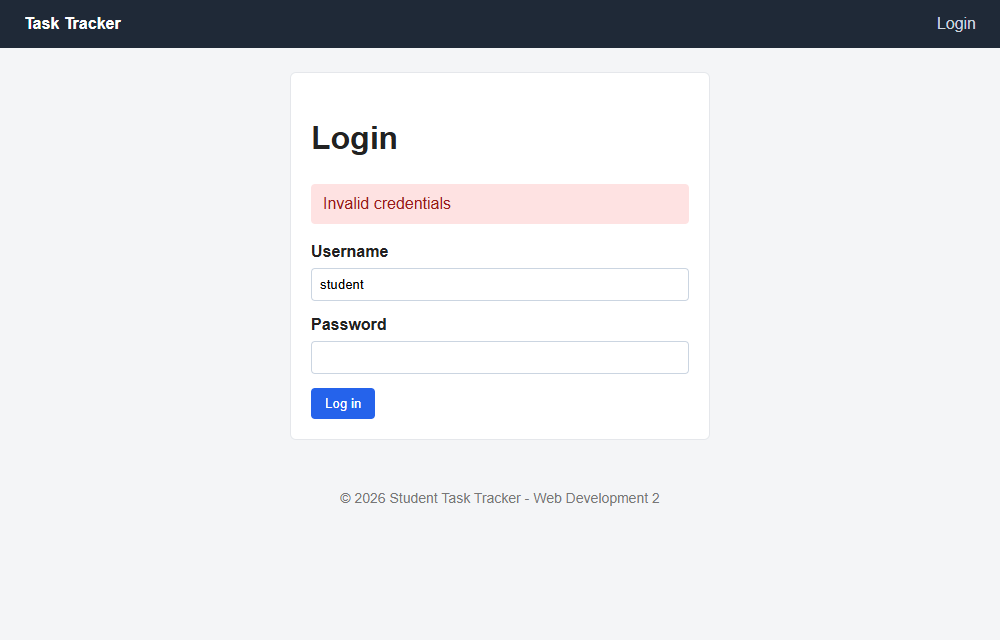 Task Tracker
Login
Login
Invalid credentials
Username
student
Password
Log in
© 2026 Student Task Tracker - Web Development 2